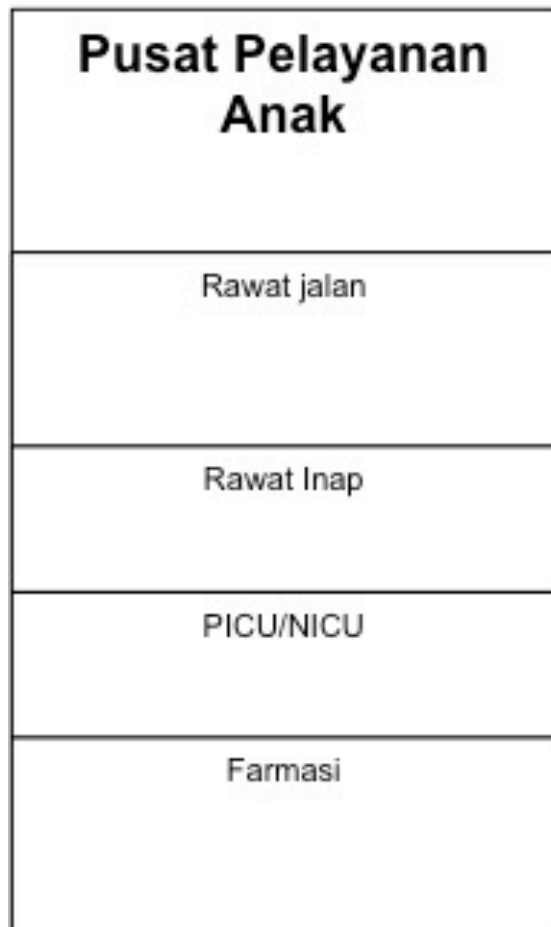 Pusat Pelayanan
Anak
Rawat jalan
Rawat Inap
PICU/NICU
Farmasi